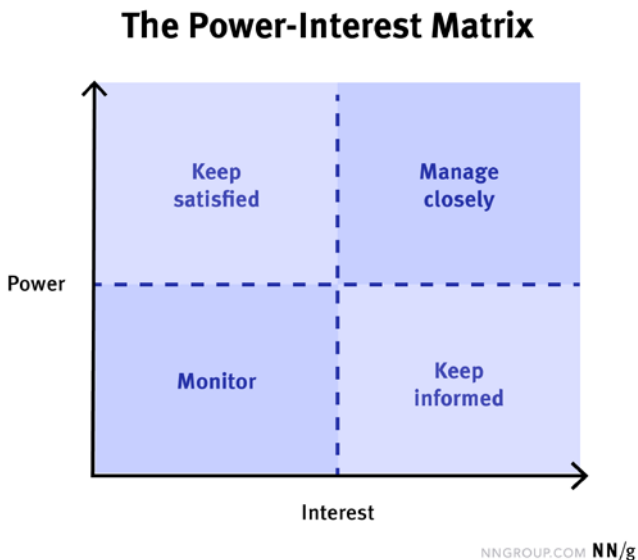 The Power-Interest Matrix
Keep
satisfied
Manage
closely
Power
Monitor
Keep
informed
Interest
NNGROUP.COM NN/g